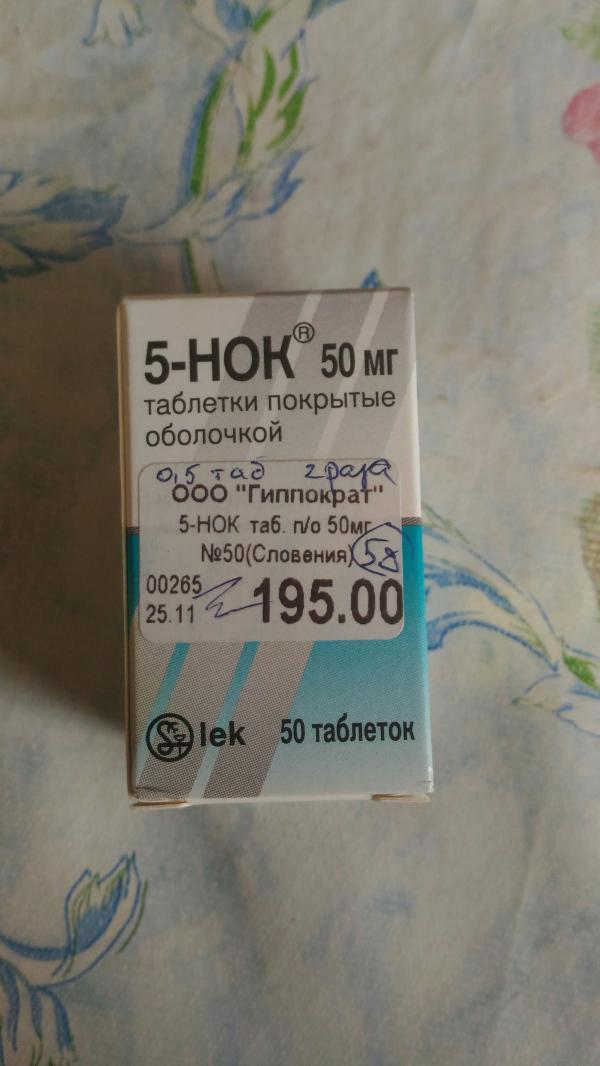 5-НОК® 50 мг
таблетки покрытые
оболочкой
0,5 таб 2 раза
ООО "Гиппократ"
5-НОК таб. п/о 50мг
№50(Словения) 5д
00265
25.11
195.00
lek 50 таблеток